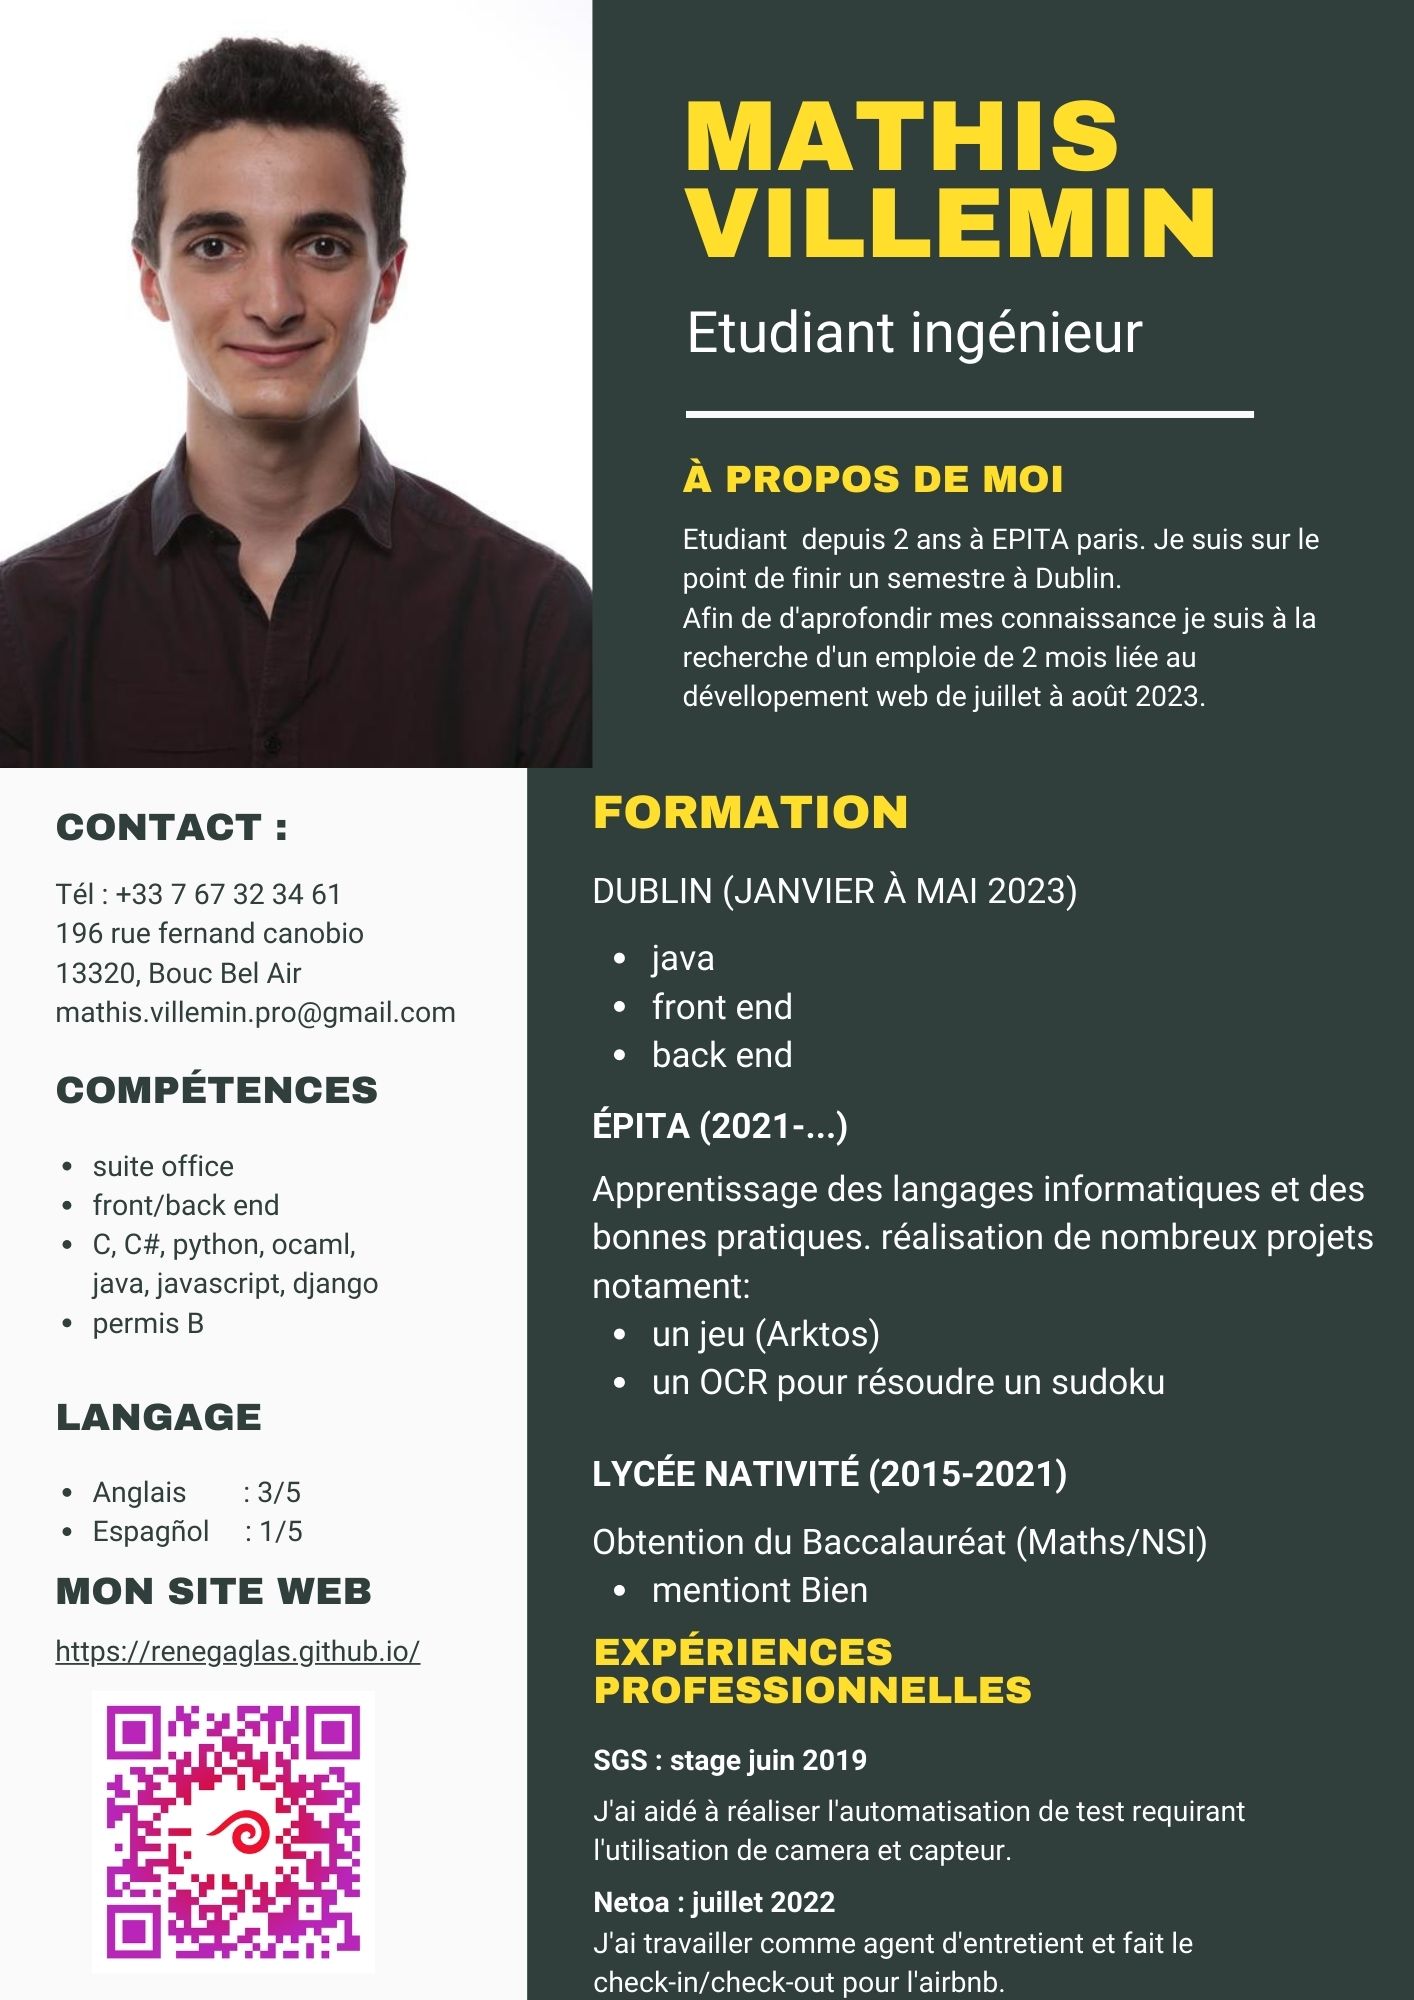 MATHIS
VILLEMIN
Etudiant ingénieur
À PROPOS DE MOI
Etudiant  depuis 2 ans à EPITA paris. Je suis sur le
point de finir un semestre à Dublin.
Afin de d'aprofondir mes connaissance je suis à la
recherche d'un emploie de 2 mois liée au
dévellopement web de juillet à août 2023.
CONTACT :
Tél : +33 7 67 32 34 61
196 rue fernand canobio
13320, Bouc Bel Air
mathis.villemin.pro@gmail.com
COMPÉTENCES
• suite office
• front/back end
• C, C#, python, ocaml,
java, javascript, django
• permis B
LANGAGE
• Anglais : 3/5
• Espagñol : 1/5
MON SITE WEB
https://renegaglas.github.io/
FORMATION
DUBLIN (JANVIER À MAI 2023)
• java
• front end
• back end
ÉPITA (2021-...)
Apprentissage des langages informatiques et des
bonnes pratiques. réalisation de nombreux projets
notament:
• un jeu (Arktos)
• un OCR pour résoudre un sudoku
LYCÉE NATIVITÉ (2015-2021)
Obtention du Baccalauréat (Maths/NSI)
• mentiont Bien
EXPÉRIENCES
PROFESSIONNELLES
SGS : stage juin 2019
J'ai aidé à réaliser l'automatisation de test requirant
l'utilisation de camera et capteur.
Netoa : juillet 2022
J'ai travailler comme agent d'entretient et fait le
check-in/check-out pour l'airbnb.